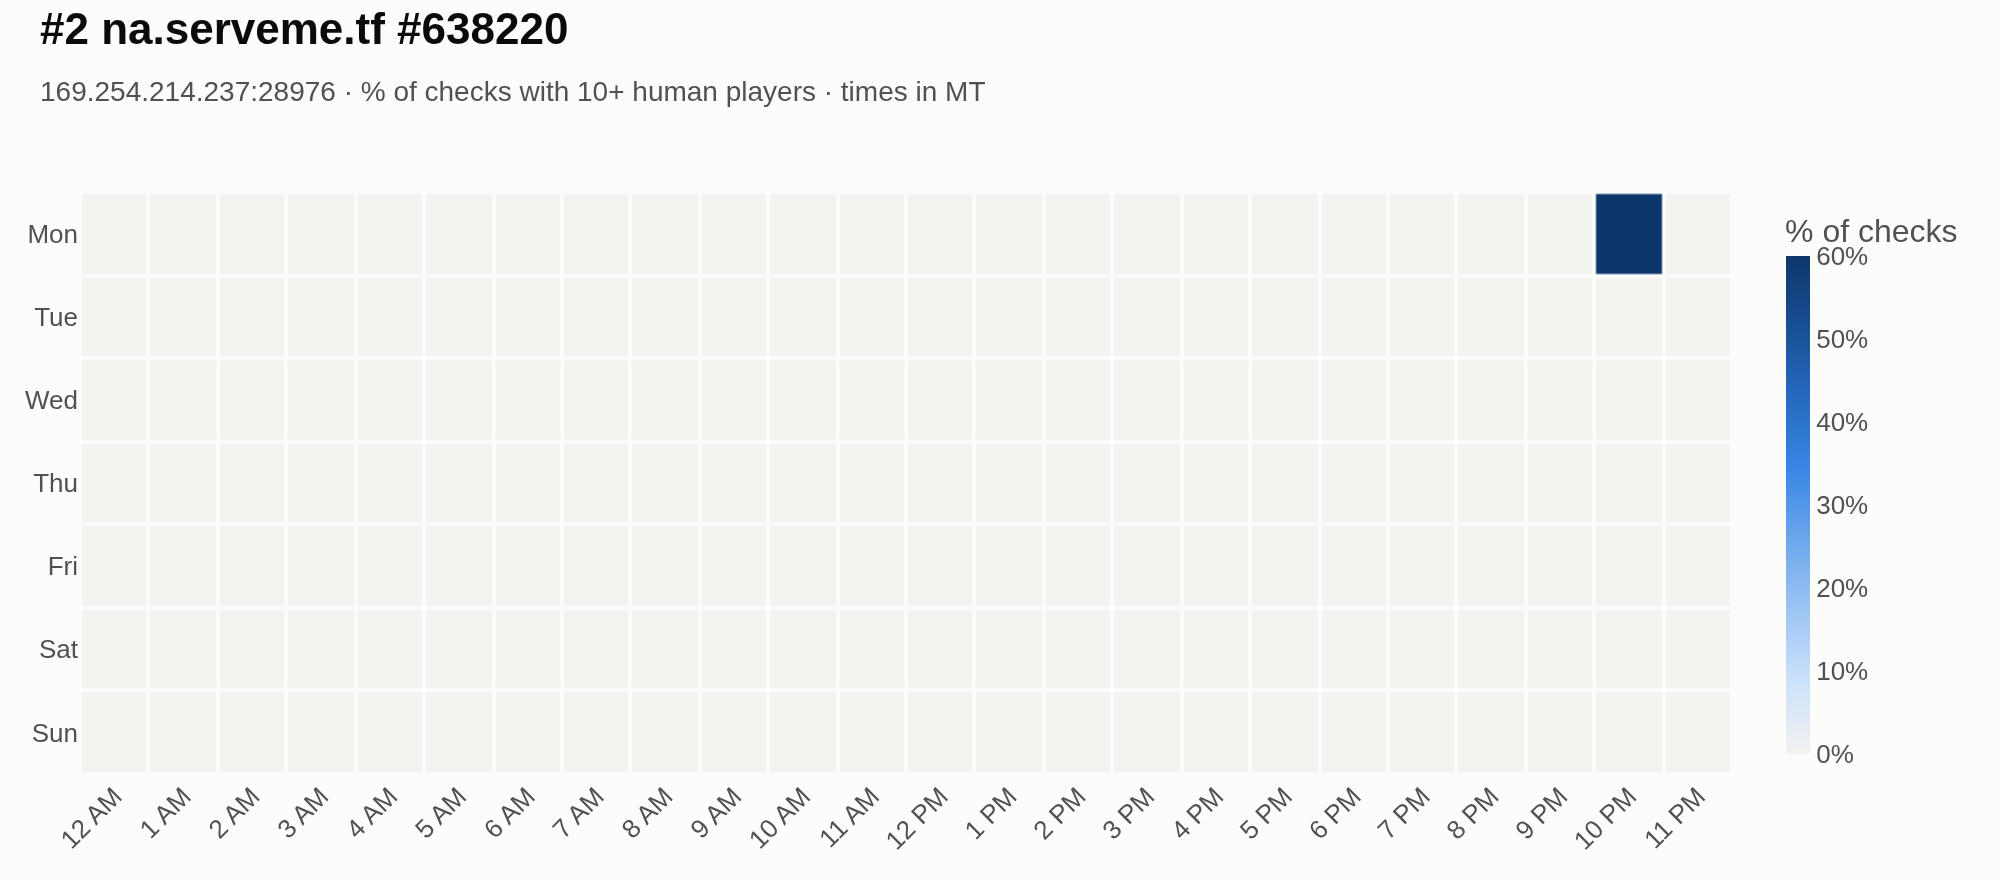 #2 na.serveme.tf #638220
169.254.214.237:28976 · % of checks with 10+ human players · times in MT
% of checks
60%
50%
40%
30%
20%
10%
0%
Mon
Tue
Wed
Thu
Fri
Sat
Sun
12 AM
1 AM
2 AM
3 AM
4 AM
5 AM
6 AM
7 AM
8 AM
9 AM
10 AM
11 AM
12 PM
1 PM
2 PM
3 PM
4 PM
5 PM
6 PM
7 PM
8 PM
9 PM
10 PM
11 PM